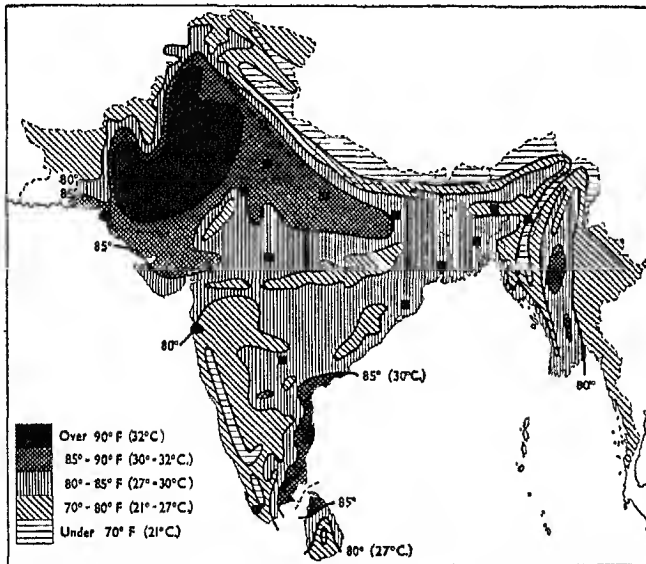 80°
85°
85°
80°
85° (30°C.)
80°
85°
80° (27°C.)
Over 90° F (32°C)
85°-90° F (30°-32°C.)
80°-85° F (27°-30°C)
70°-80° F (21°-27°C.)
Under 70° F (21°C.)